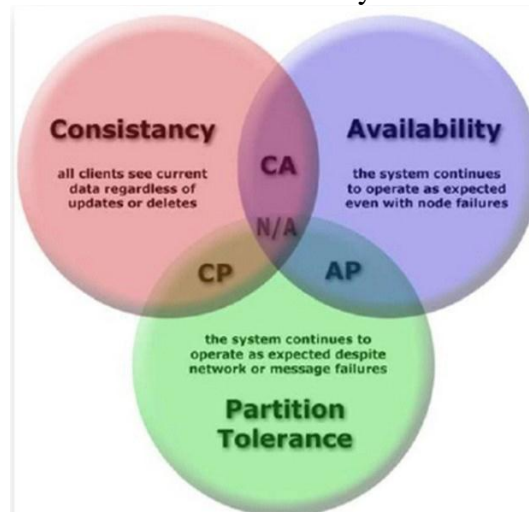 Consistancy
all clients see current
data regardless of
updates or deletes
Availability
the system continues
to operate as expected
even with node failures
CA
N/A
CP
AP
the system continues to
operate as expected despite
network or message failures
Partition
Tolerance